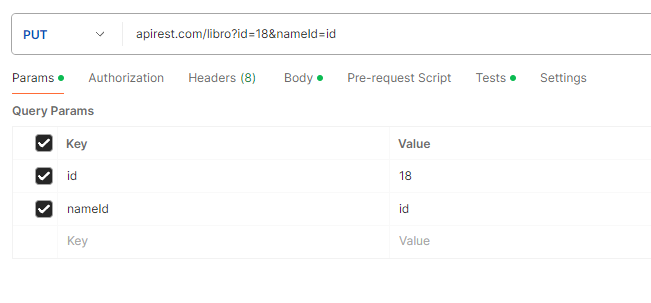 PUT apirest.com/libro?id=18&nameId=id
Params Authorization Headers (8) Body Pre-request Script Tests Settings
Query Params
Key Value
id 18
nameId id
Key Value